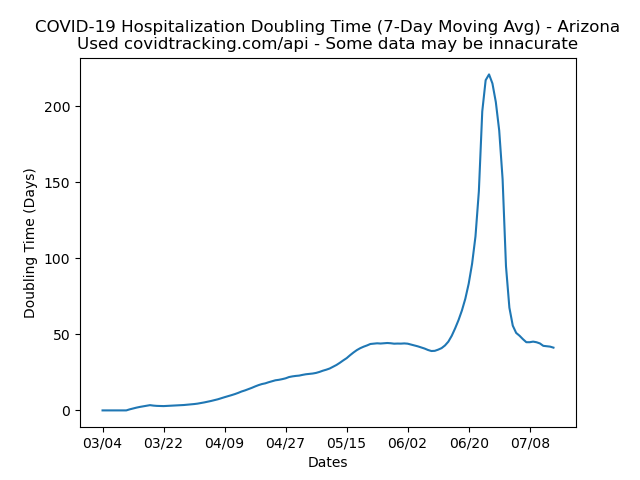 COVID-19 Hospitalization Doubling Time (7-Day Moving Avg) - Arizona
Used covidtracking.com/api - Some data may be innacurate
200
150
100
50
0
Doubling Time (Days)
03/04 03/22 04/09 04/27 05/15 06/02 06/20 07/08
Dates